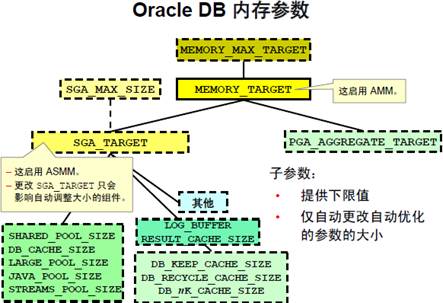 Oracle DB 内存参数
MEMORY_MAX_TARGET
SGA_MAX_SIZE
MEMORY_TARGET
这启用 AMM。
SGA_TARGET
PGA_AGGREGATE_TARGET
– 这启用 ASMM。
– 更改 SGA_TARGET 只会
影响自动调整大小的组件。
其他
子参数:
• 提供下限值
• 仅自动更改自动优化
的参数的大小
SHARED_POOL_SIZE
DB_CACHE_SIZE
LARGE_POOL_SIZE
JAVA_POOL_SIZE
STREAMS_POOL_SIZE
LOG_BUFFER
RESULT_CACHE_SIZE
DB_KEEP_CACHE_SIZE
DB_RECYCLE_CACHE_SIZE
DB_nK_CACHE_SIZE